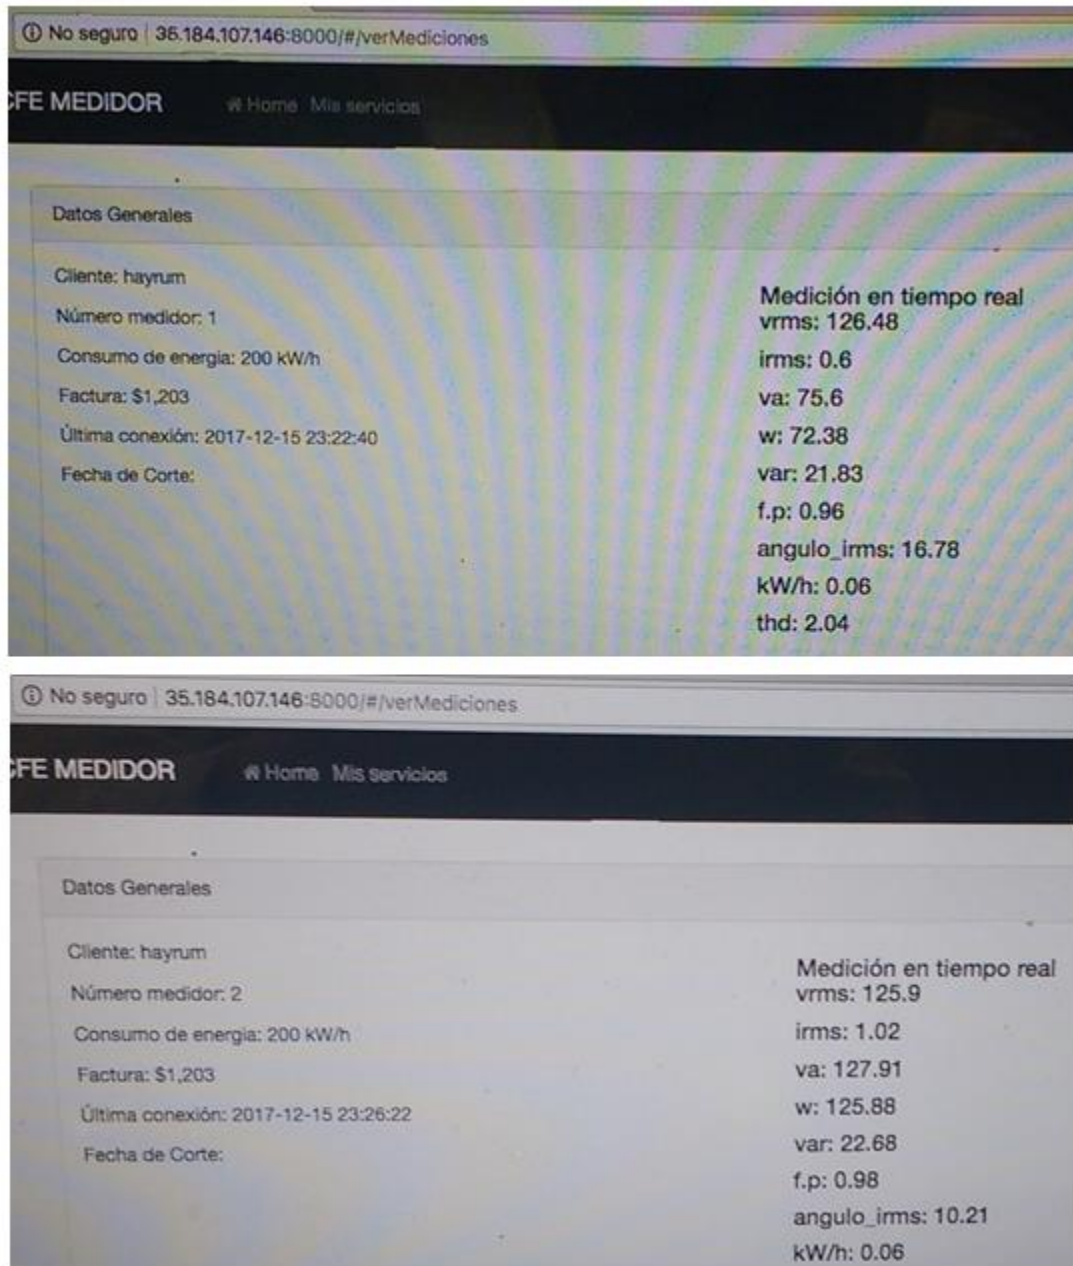 No seguro | 35.184.107.146:8000/#/verMediciones
CFE MEDIDOR Home Mis servicios
Datos Generales
Cliente: hayrum
Número medidor: 1
Consumo de energia: 200 kW/h
Factura: $1,203
Última conexión: 2017-12-15 23:22:40
Fecha de Corte:
Medición en tiempo real
vrms: 126.48
irms: 0.6
va: 75.6
w: 72.38
var: 21.83
f.p: 0.96
angulo_irms: 16.78
kW/h: 0.06
thd: 2.04
No seguro | 35.184.107.146:8000/#/verMediciones
CFE MEDIDOR Home Mis servicios
Datos Generales
Cliente: hayrum
Número medidor: 2
Consumo de energia: 200 kW/h
Factura: $1,203
Última conexión: 2017-12-15 23:26:22
Fecha de Corte:
Medición en tiempo real
vrms: 125.9
irms: 1.02
va: 127.91
w: 125.88
var: 22.68
f.p: 0.98
angulo_irms: 10.21
kW/h: 0.06